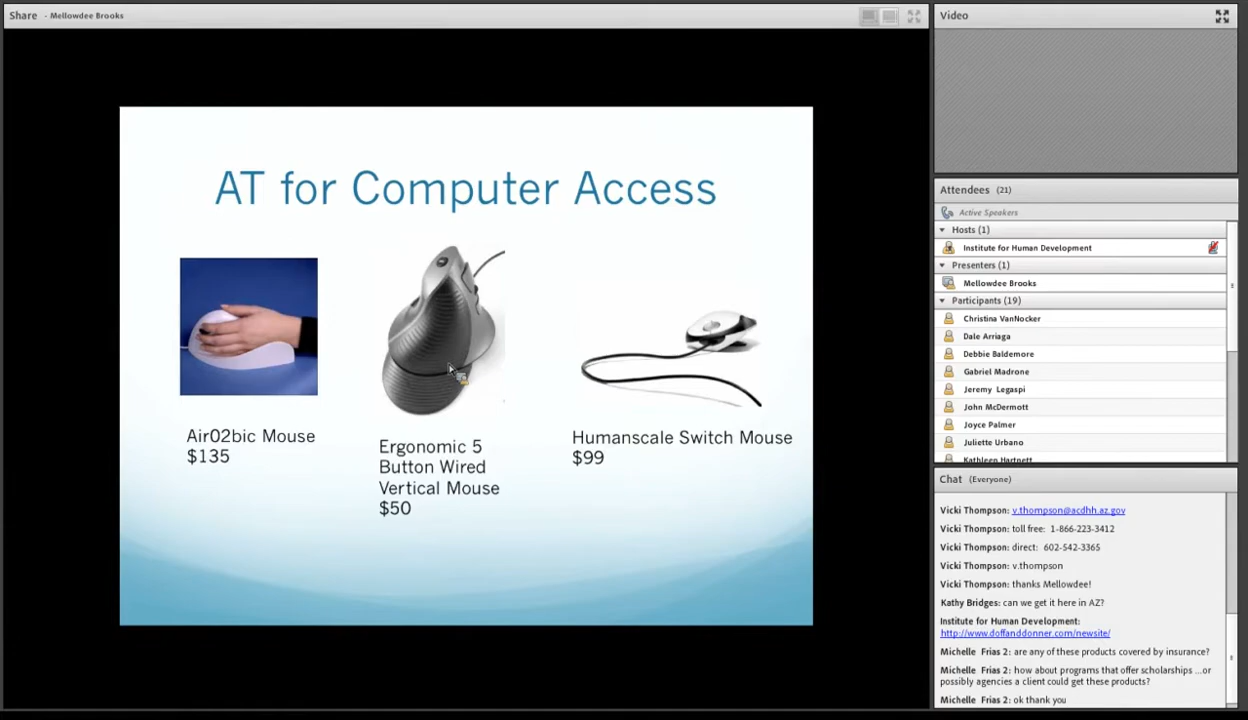 Share - Mellowdee Brooks
AT for Computer Access
Air02bic Mouse
$135
Ergonomic 5
Button Wired
Vertical Mouse
$50
Humanscale Switch Mouse
$99
Video
Attendees (21)
Active Speakers
Hosts (1)
Institute for Human Development
Presenters (1)
Mellowdee Brooks
Participants (19)
Christina VanNocker
Dale Arriaga
Debbie Baldemore
Gabriel Madrone
Jeremy Legaspi
John McDermott
Joyce Palmer
Juliette Urbano
Kathleen Hartnett
Chat (Everyone)
Vicki Thompson: v.thompson@acdhh.az.gov
Vicki Thompson: toll free: 1-866-223-3412
Vicki Thompson: direct: 602-542-3365
Vicki Thompson: v.thompson
Vicki Thompson: thanks Mellowdee!
Kathy Bridges: can we get it here in AZ?
Institute for Human Development:
http://www.doffanddonner.com/newsite/
Michelle Frias 2: are any of these products covered by insurance?
Michelle Frias 2: how about programs that offer scholarships ...or
possibly agencies a client could get these products?
Michelle Frias 2: ok thank you